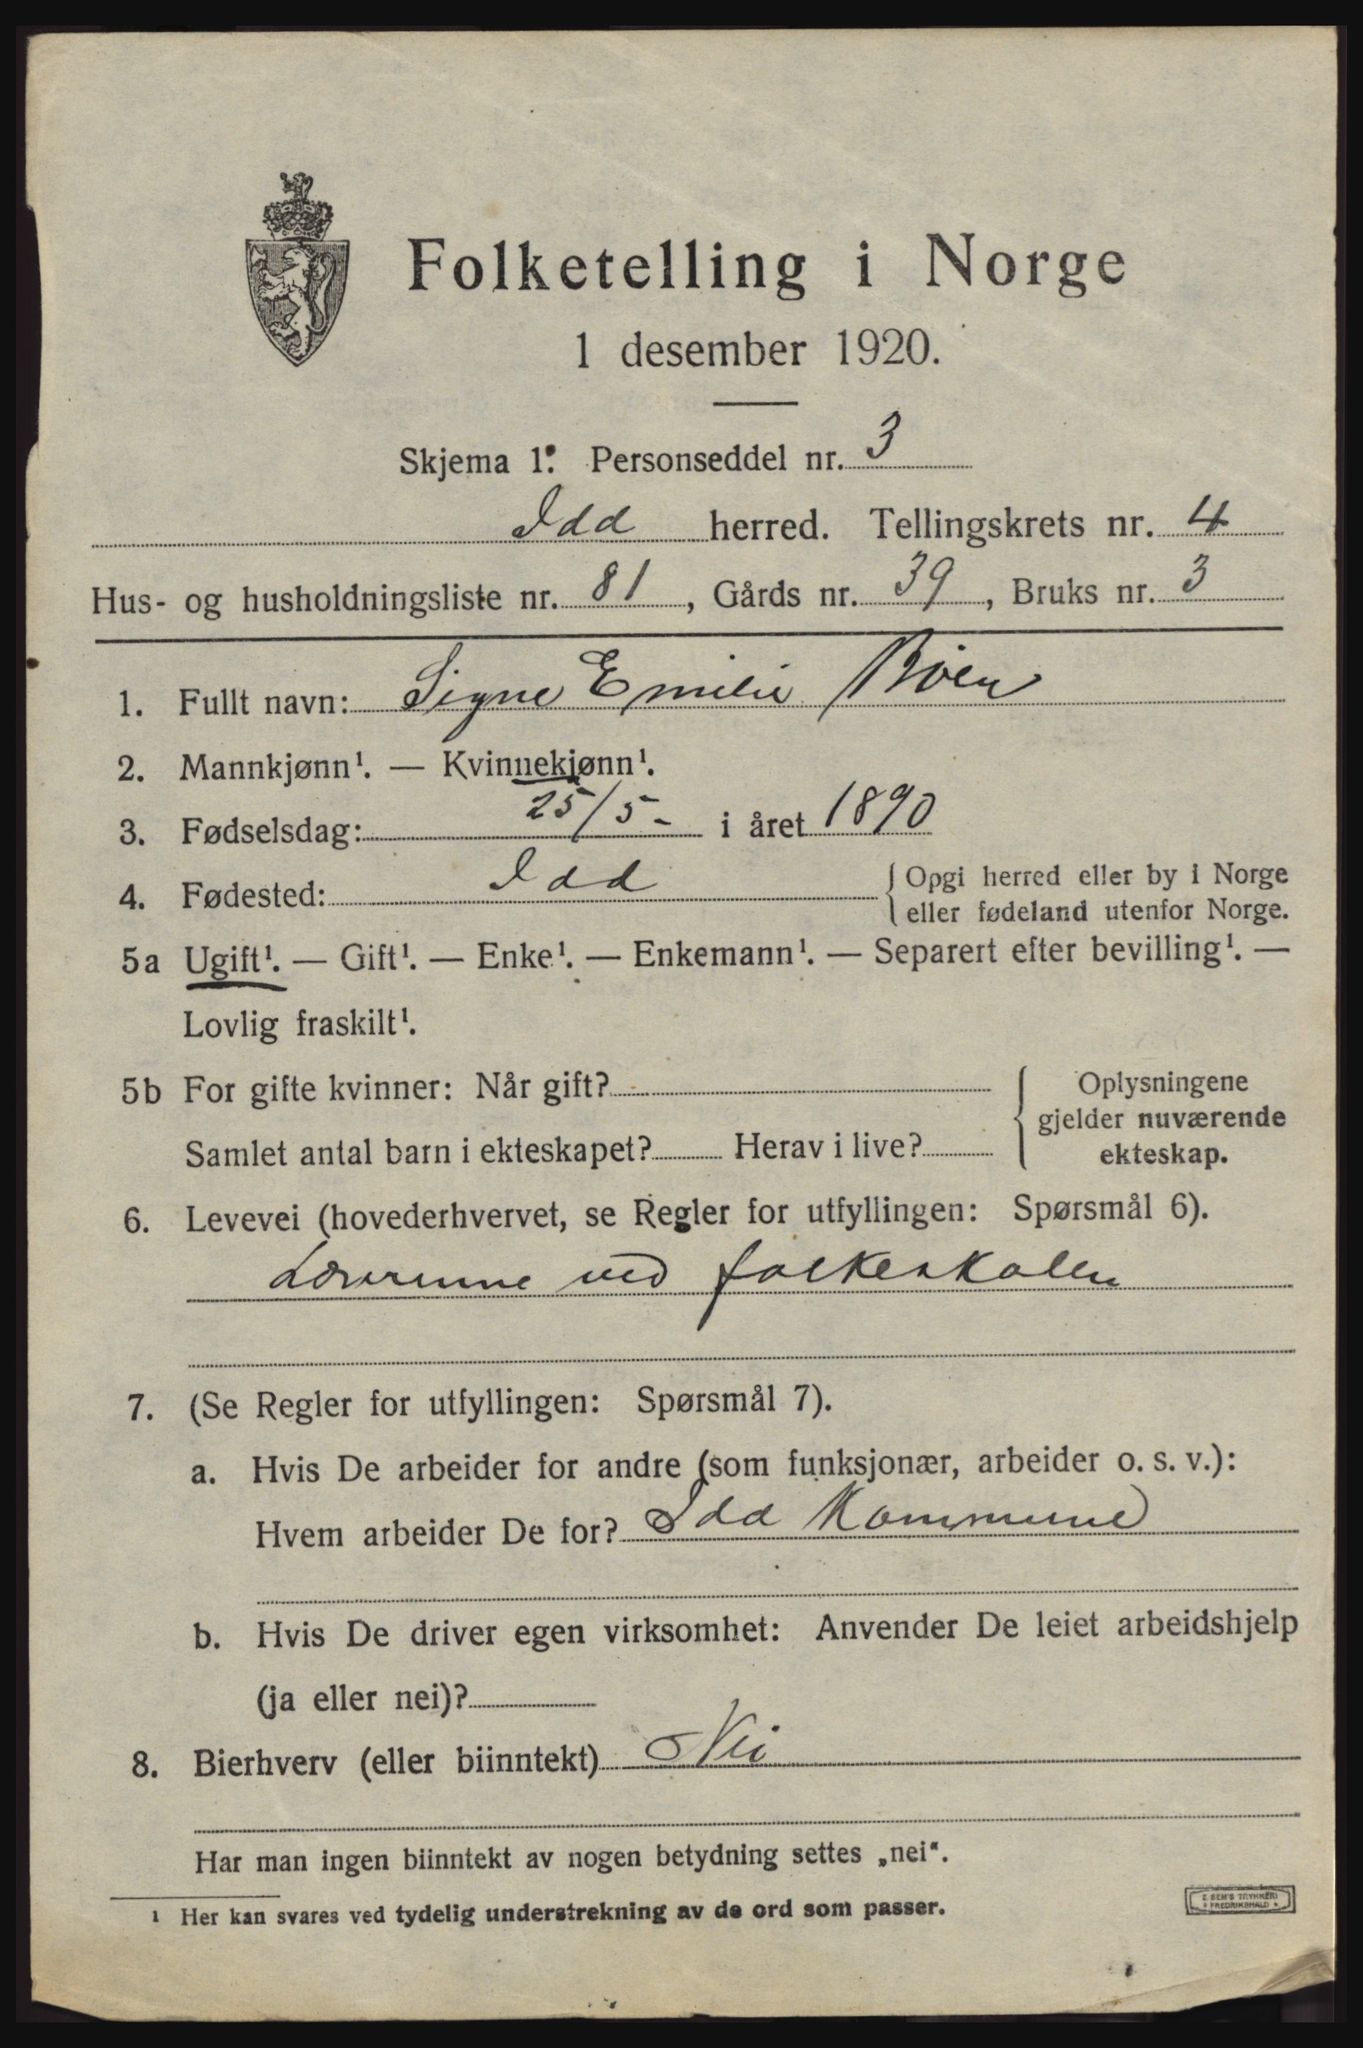 Folketelling i Norge
1 desember 1920.
Skjema 1. Personseddel nr. 3
Idd herred. Tellingskrets nr. 4
Hus- og husholdningsliste nr. 81, Gårds nr. 39, Bruks nr. 3
1. Fullt navn: Signe Emilie Böen
2. Mannkjønn¹. — Kvinnekjønn¹.
3. Fødselsdag: 25/5- i året 1890
4. Fødested: Idd { Opgi herred eller by i Norge
eller fødeland utenfor Norge.
5a Ugift¹. — Gift¹. — Enke¹. — Enkemann¹. — Separert efter bevilling¹. —
Lovlig fraskilt¹.
5b For gifte kvinner: Når gift? { Oplysningene
gjelder nuværende
Samlet antal barn i ekteskapet? Herav i live? ekteskap.
6. Levevei (hovederhvervet, se Regler for utfyllingen: Spørsmål 6).
Lærerinne ved folkeskolen
7. (Se Regler for utfyllingen: Spørsmål 7).
a. Hvis De arbeider for andre (som funksjonær, arbeider o. s. v.):
Hvem arbeider De for? Idd Kommune
b. Hvis De driver egen virksomhet: Anvender De leiet arbeidshjelp
(ja eller nei)?
8. Bierhverv (eller biinntekt) Nei
Har man ingen biinntekt av nogen betydning settes „nei“.
¹ Her kan svares ved tydelig understrekning av de ord som passer.
E. SEM'S TRYKKERI
FREDRIKSHALD